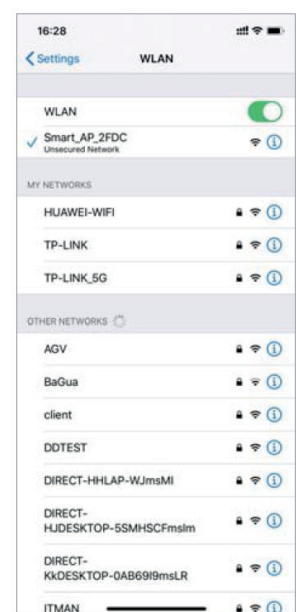 16:28
Settings WLAN
WLAN
Smart_AP_2FDC
Unsecured Network
MY NETWORKS
HUAWEI-WIFI
TP-LINK
TP-LINK_5G
OTHER NETWORKS
AGV
BaGua
client
DDTEST
DIRECT-HHLAP-WJmsMI
DIRECT-
HJDESKTOP-5SMHSCFmsIm
DIRECT-
KkDESKTOP-0AB69I9msLR
ITMAN